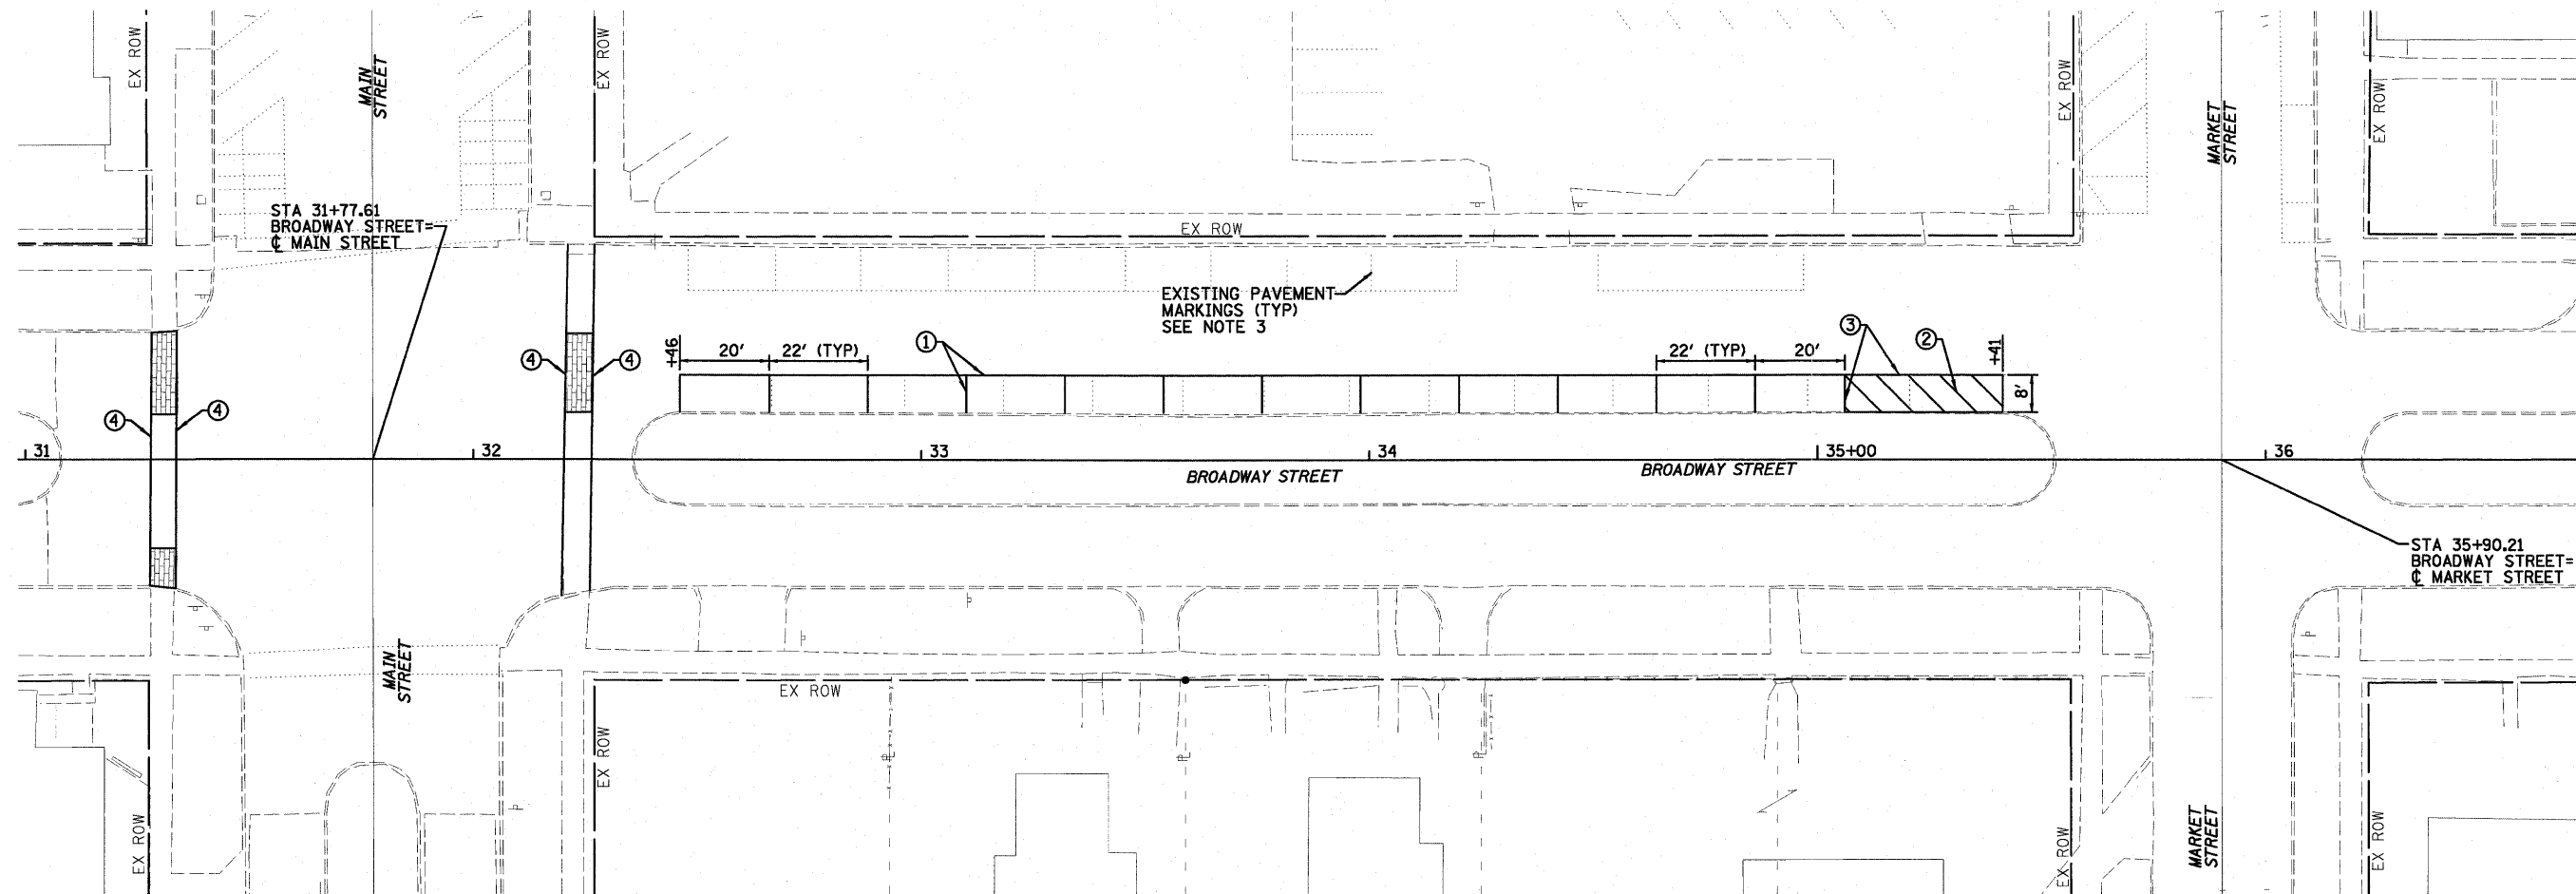 EX ROW
MAIN
STREET
EX ROW
EX ROW
MARKET
STREET
EX ROW
STA 31+77.61
BROADWAY STREET=
℄ MAIN STREET
EX ROW
EXISTING PAVEMENT
MARKINGS (TYP)
SEE NOTE 3
4
4
+46
20'
22' (TYP)
1
22' (TYP)
20'
3
2
+41
8'
4
4
31
32
33
34
35+00
36
BROADWAY STREET
BROADWAY STREET
STA 35+90.21
BROADWAY STREET=
℄ MARKET STREET
MAIN
STREET
EX ROW
EX ROW
EX ROW
EX ROW
MARKET
STREET
EX ROW